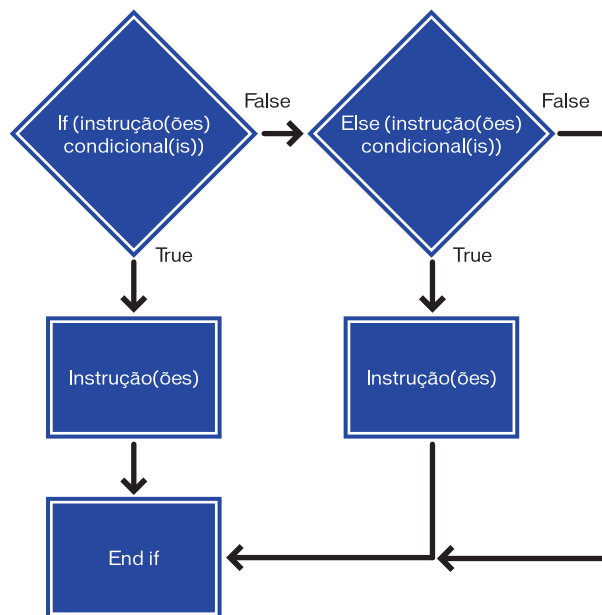 If (instrução(ões)
condicional(is))
False
Else (instrução(ões)
condicional(is))
False
True
True
Instrução(ões)
Instrução(ões)
End if